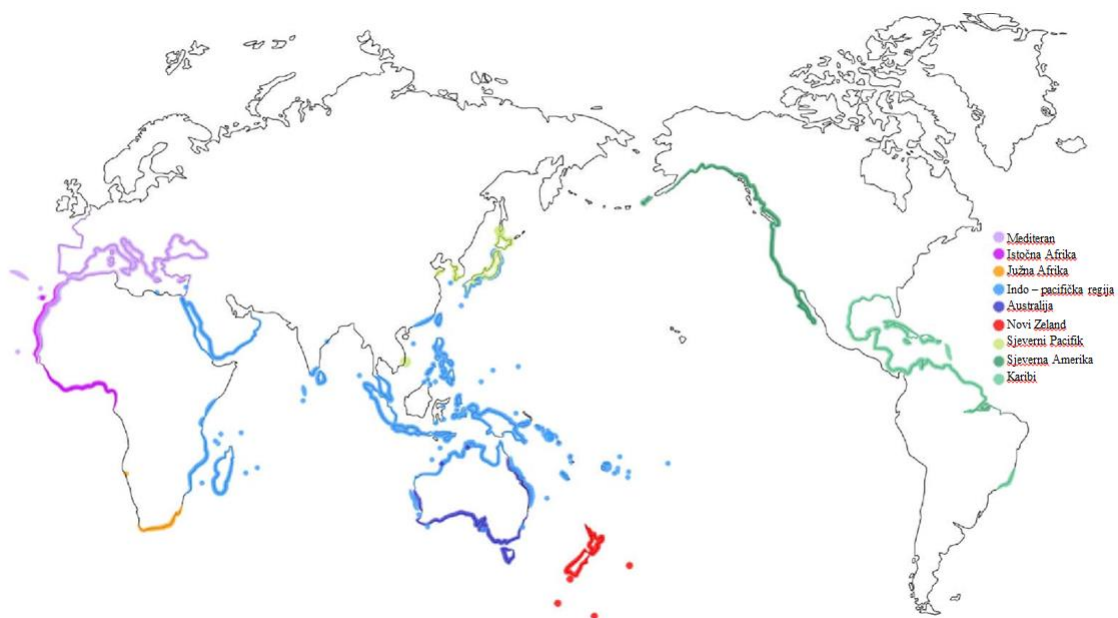 Mediteran
Istočna Afrika
Južna Afrika
Indo – pacifička regija
Australija
Novi Zeland
Sjeverni Pacifik
Sjeverna Amerika
Karibi